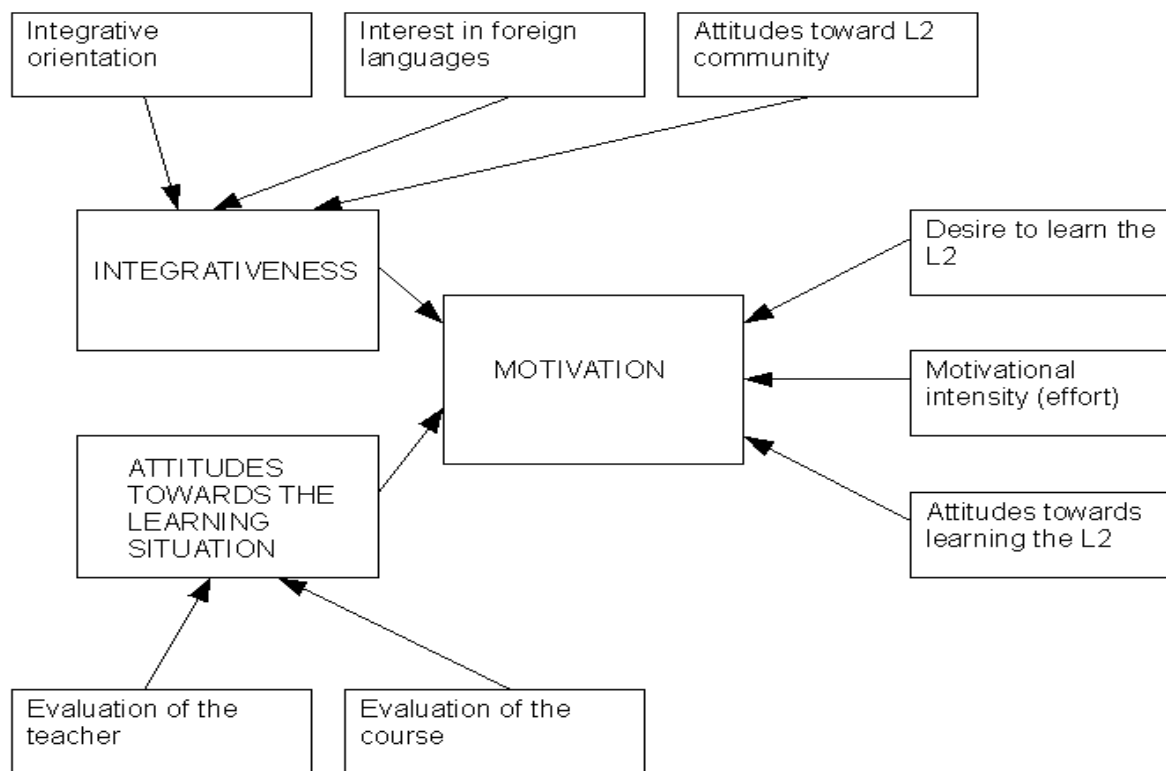 Integrative
orientation
Interest in foreign
languages
Attitudes toward L2
community
INTEGRATIVENESS
Desire to learn the
L2
MOTIVATION
Motivational
intensity (effort)
ATTITUDES
TOWARDS THE
LEARNING
SITUATION
Attitudes towards
learning the L2
Evaluation of the
teacher
Evaluation of the
course